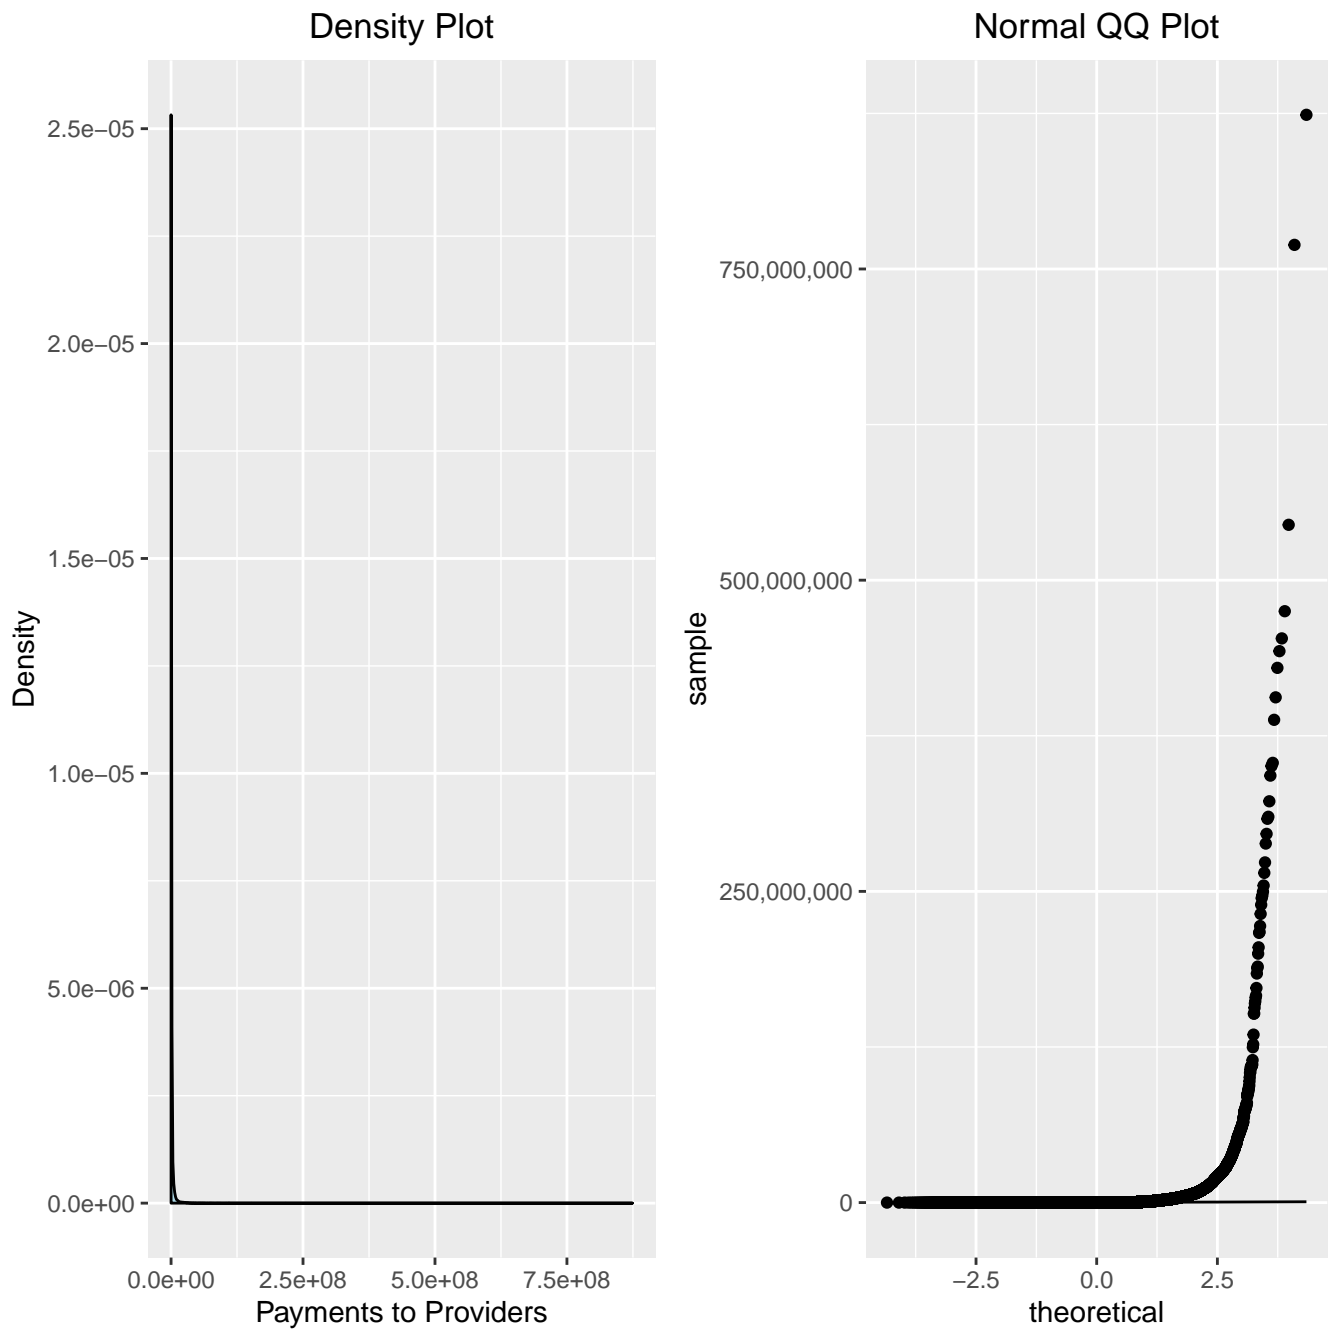 Density Plot
2.5e−05
2.0e−05
1.5e−05
1.0e−05
5.0e−06
0.0e+00
Density
0.0e+00 2.5e+08 5.0e+08 7.5e+08
Payments to Providers
Normal QQ Plot
750,000,000
500,000,000
250,000,000
0
sample
−2.5 0.0 2.5
theoretical